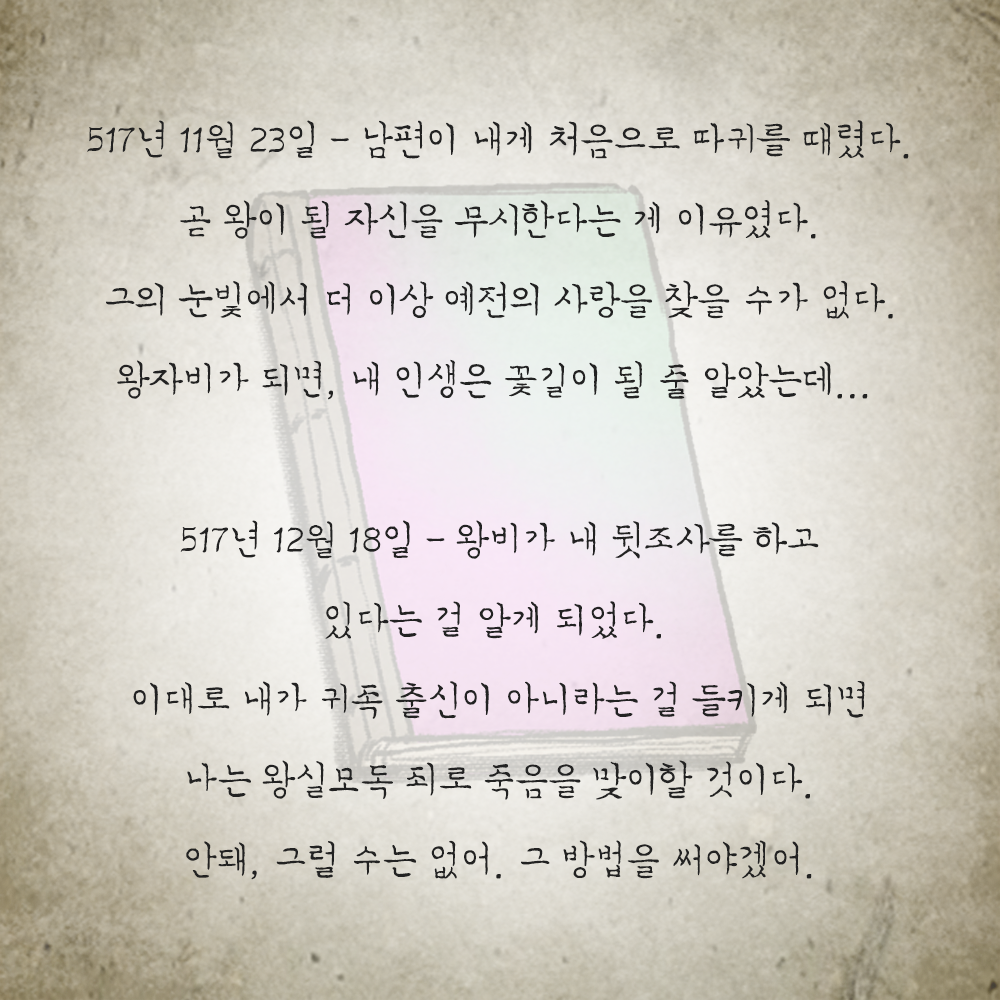 517년 11월 23일 - 남편이 내게 처음으로 따귀를 때렸다.
곧 왕이 될 자신을 무시한다는 게 이유였다.
그의 눈빛에서 더 이상 예전의 사랑을 찾을 수가 없다.
왕자비가 되면, 내 인생은 꽃길이 될 줄 알았는데...
517년 12월 18일 - 왕비가 내 뒷조사를 하고
있다는 걸 알게 되었다.
이대로 내가 귀족 출신이 아니라는 걸 들키게 되면
나는 왕실모독 죄로 죽음을 맞이할 것이다.
안돼, 그럴 수는 없어. 그 방법을 써야겠어.